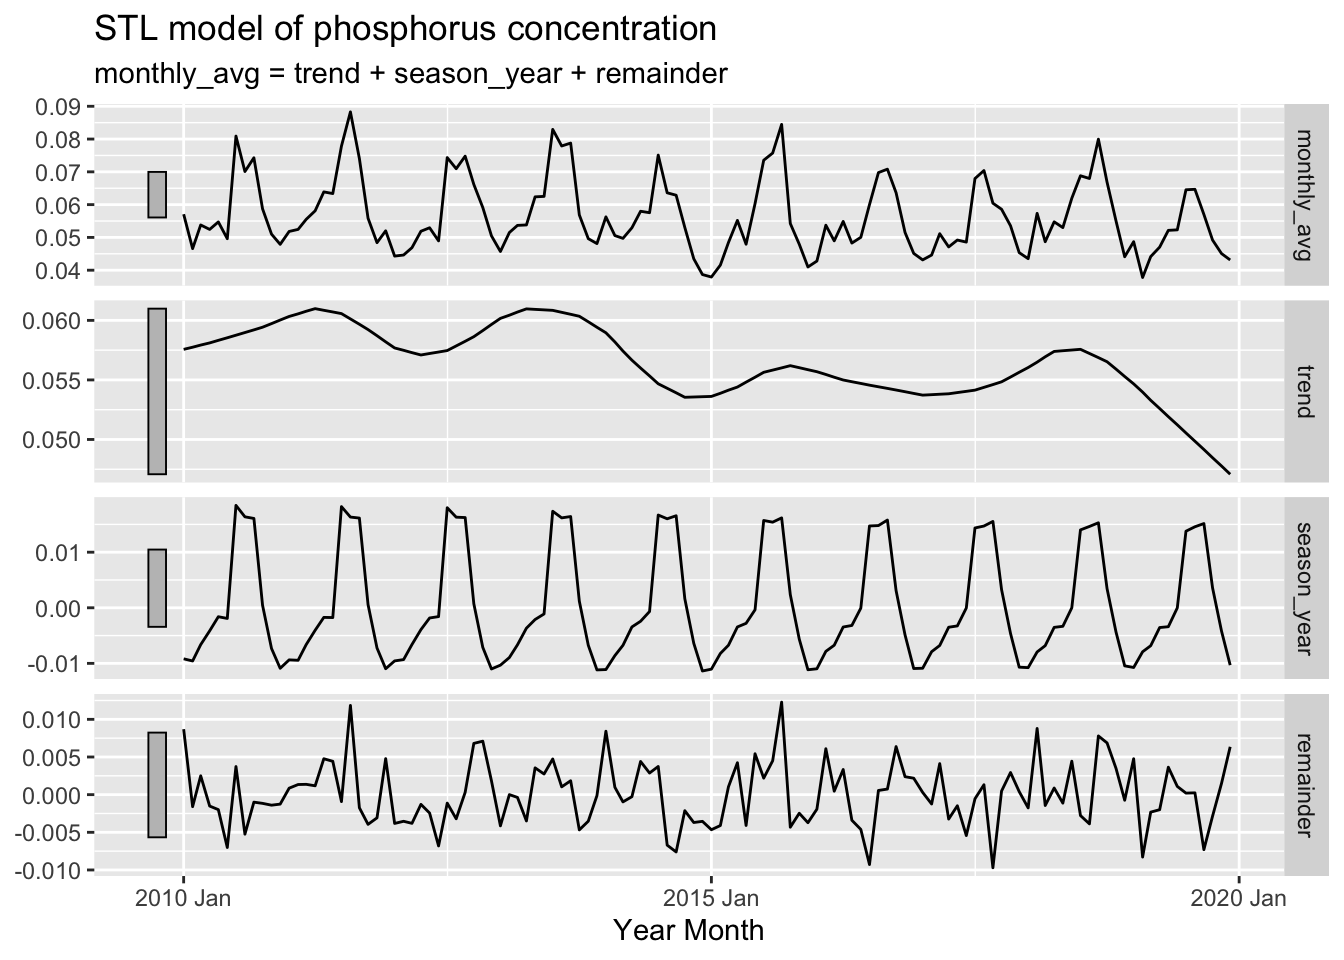 STL model of phosphorus concentration
monthly_avg = trend + season_year + remainder
0.09
0.08
0.07
0.06
0.05
0.04
monthly_avg
0.060
0.055
0.050
trend
0.01
0.00
-0.01
season_year
0.010
0.005
0.000
-0.005
-0.010
remainder
2010 Jan
2015 Jan
2020 Jan
Year Month